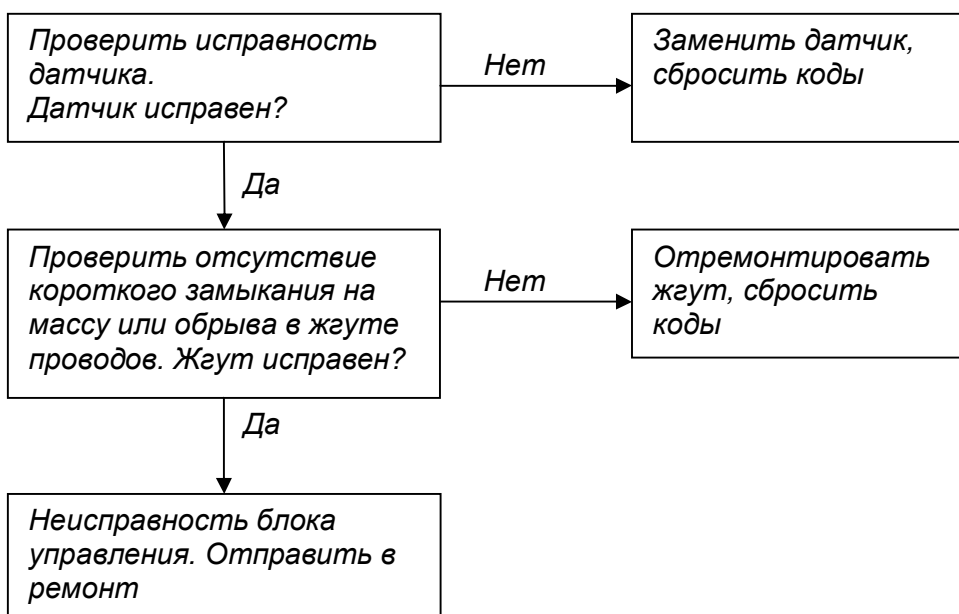 Проверить исправность
датчика.
Датчик исправен?
Нет
Заменить датчик,
сбросить коды
Да
Проверить отсутствие
короткого замыкания на
массу или обрыва в жгуте
проводов. Жгут исправен?
Нет
Отремонтировать
жгут, сбросить
коды
Да
Неисправность блока
управления. Отправить в
ремонт